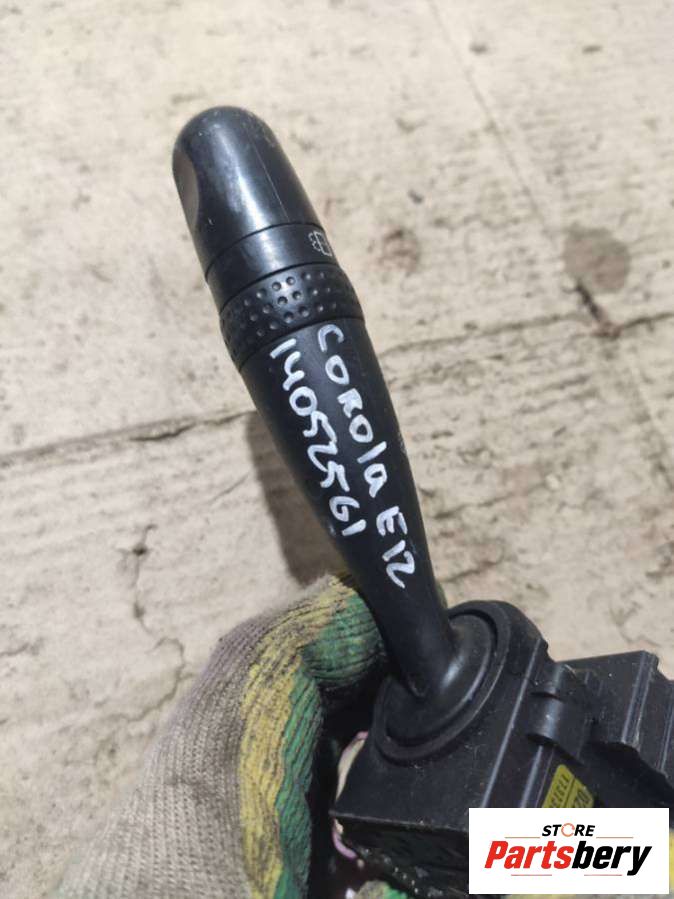 COROlA E12
14052561
STORE
Partsbery